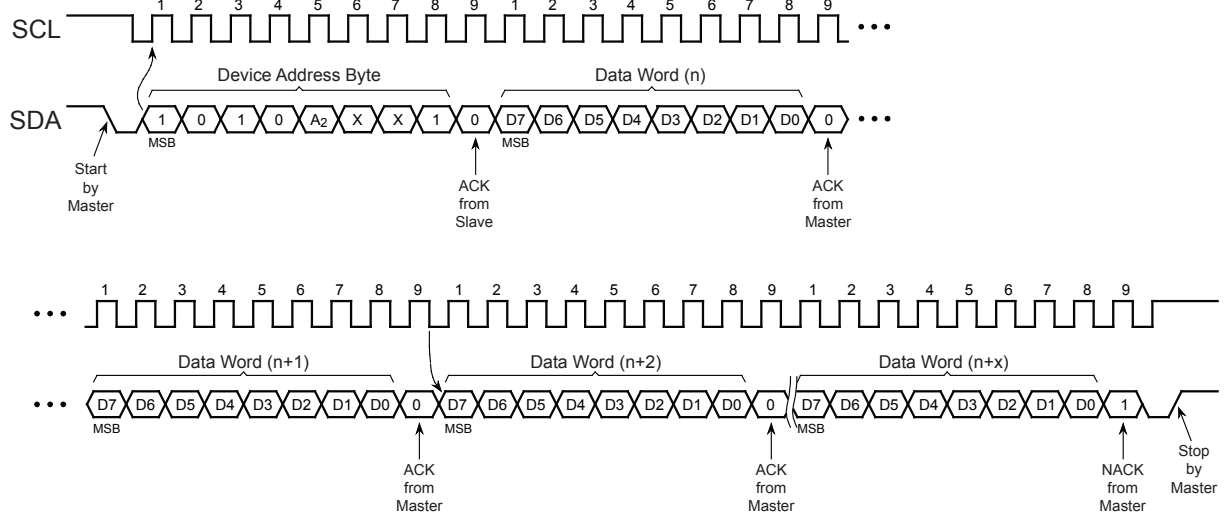 1 2 3 4 5 6 7 8 9 1 2 3 4 5 6 7 8 9
SCL
Device Address Byte Data Word (n)
SDA 1 0 1 0 A2 X X 1 0 D7 D6 D5 D4 D3 D2 D1 D0 0
MSB MSB
Start
by
Master
ACK
from
Slave
ACK
from
Master
1 2 3 4 5 6 7 8 9 1 2 3 4 5 6 7 8 9 1 2 3 4 5 6 7 8 9
Data Word (n+1) Data Word (n+2) Data Word (n+x)
D7 D6 D5 D4 D3 D2 D1 D0 0 D7 D6 D5 D4 D3 D2 D1 D0 0 D7 D6 D5 D4 D3 D2 D1 D0 1
MSB MSB MSB
ACK
from
Master
ACK
from
Master
NACK
from
Master
Stop
by
Master